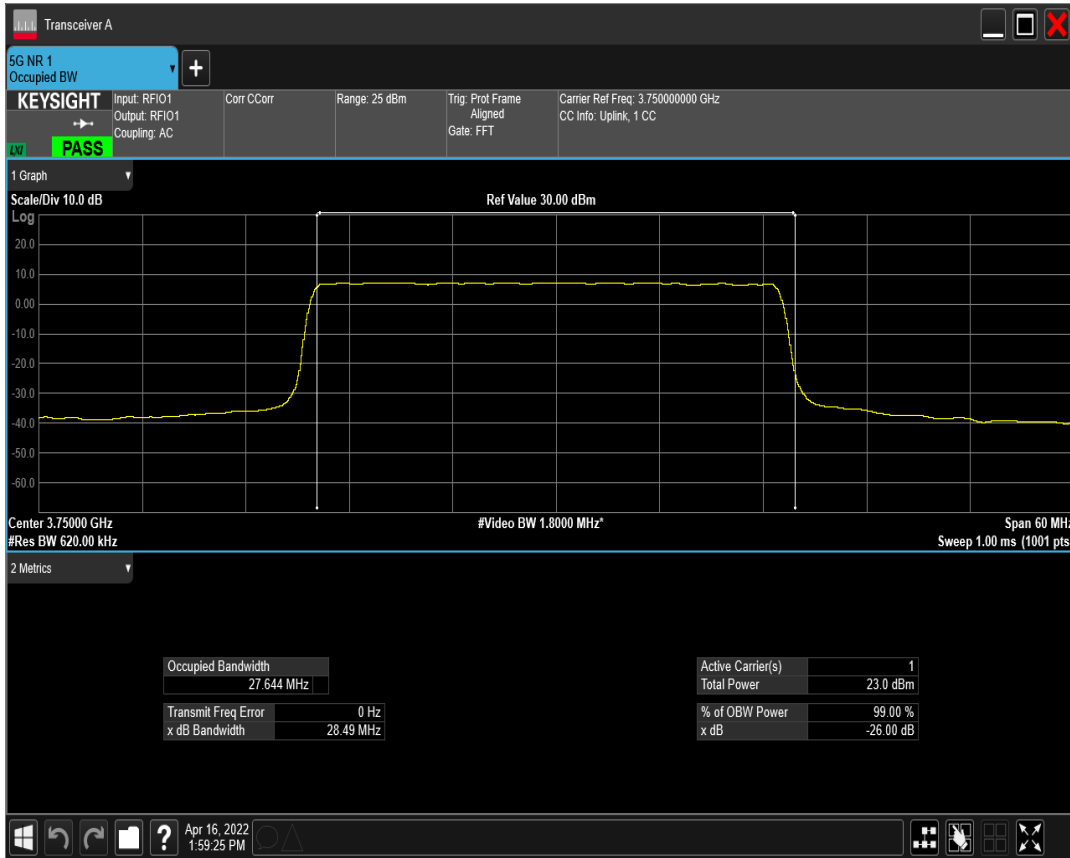 Transceiver A
5G NR 1
Occupied BW
KEYSIGHT
LXI
PASS
Input: RFIO1
Output: RFIO1
Coupling: AC
Corr CCorr
Range: 25 dBm
Trig: Prot Frame
Aligned
Gate: FFT
Carrier Ref Freq: 3.750000000 GHz
CC Info: Uplink, 1 CC
1 Graph
Scale/Div 10.0 dB
Ref Value 30.00 dBm
Log
20.0
10.0
0.00
-10.0
-20.0
-30.0
-40.0
-50.0
-60.0
Center 3.75000 GHz
#Video BW 1.8000 MHz*
Span 60 MHz
#Res BW 620.00 kHz
Sweep 1.00 ms (1001 pts
2 Metrics
Occupied Bandwidth
27.644 MHz
Transmit Freq Error 0 Hz
x dB Bandwidth 28.49 MHz
Active Carrier(s) 1
Total Power 23.0 dBm
% of OBW Power 99.00 %
x dB -26.00 dB
?
Apr 16, 2022
1:59:25 PM